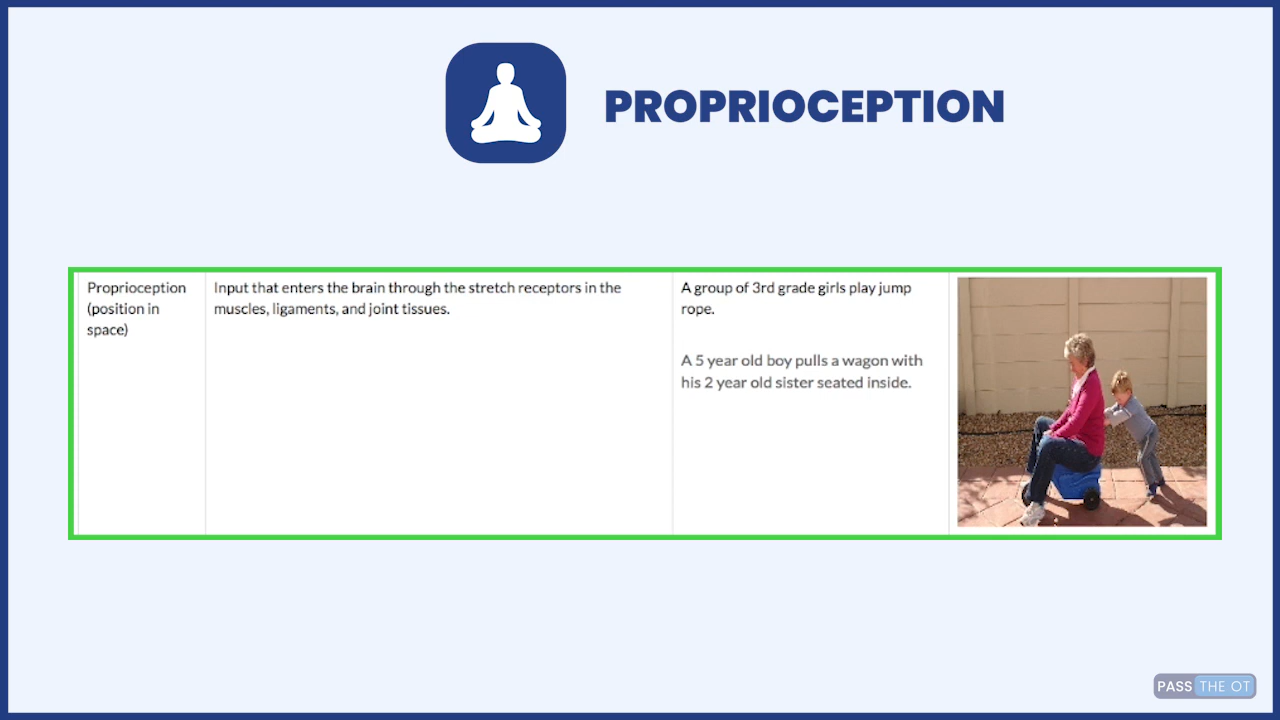 PROPRIOCEPTION
Proprioception
(position in
space)
Input that enters the brain through the stretch receptors in the
muscles, ligaments, and joint tissues.
A group of 3rd grade girls play jump
rope.
A 5 year old boy pulls a wagon with
his 2 year old sister seated inside.
PASS THE OT